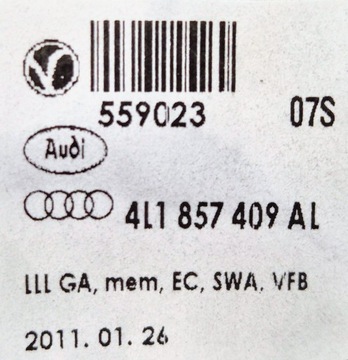 559023 07S
Audi
4L1 857 409 AL
LLL GA, mem, EC, SWA, VFB
2011. 01. 26